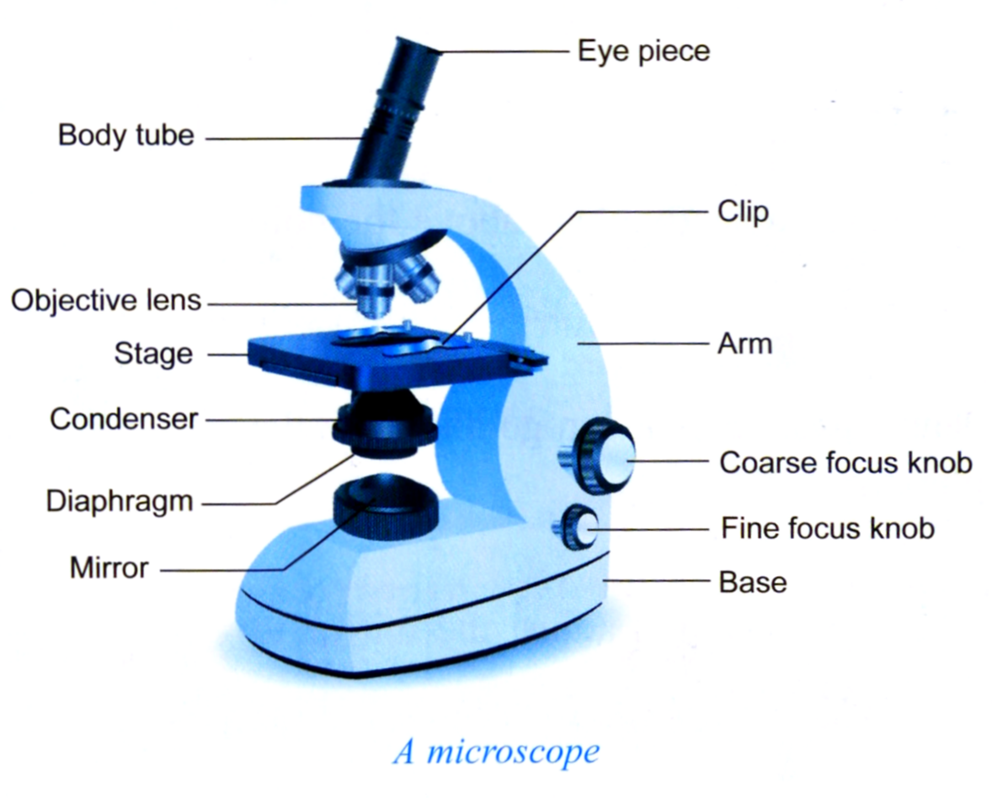 Eye piece
Body tube
Clip
Objective lens
Arm
Stage
Condenser
Coarse focus knob
Diaphragm
Fine focus knob
Mirror
Base
A microscope